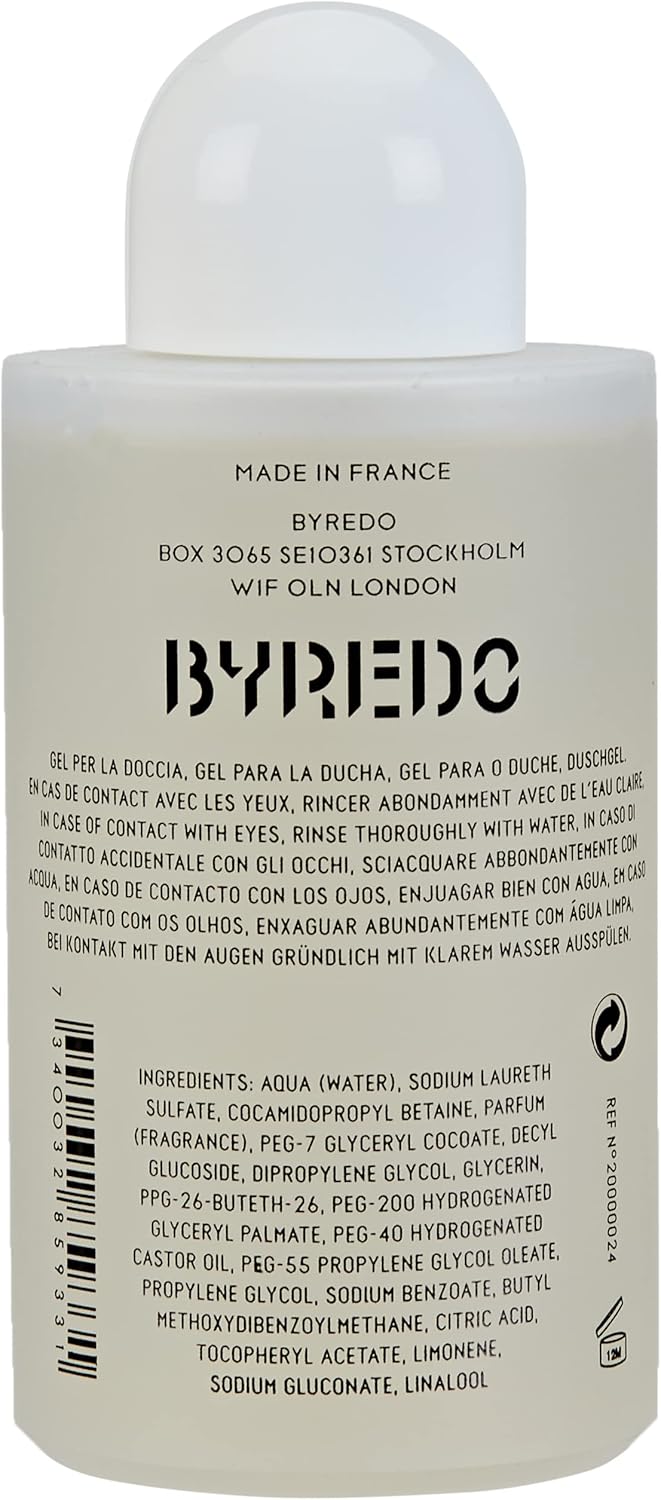 MADE IN FRANCE
BYREDO
BOX 3065 SE10361 STOCKHOLM
W1F OLN LONDON
BYREDO
GEL PER LA DOCCIA, GEL PARA LA DUCHA, GEL PARA O DUCHE, DUSCHGEL.
EN CAS DE CONTACT AVEC LES YEUX, RINCER ABONDAMMENT AVEC DE L'EAU CLAIRE,
IN CASE OF CONTACT WITH EYES, RINSE THOROUGHLY WITH WATER, IN CASO DI
CONTATTO ACCIDENTALE CON GLI OCCHI, SCIACQUARE ABBONDANTEMENTE CON
ACQUA, EN CASO DE CONTACTO CON LOS OJOS, ENJUAGAR BIEN CON AGUA, EM CASO
DE CONTATO COM OS OLHOS, ENXAGUAR ABUNDANTEMENTE COM ÁGUA LIMPA,
BEI KONTAKT MIT DEN AUGEN GRÜNDLICH MIT KLAREM WASSER AUSSPÜLEN.
7 340032 859331
INGREDIENTS: AQUA (WATER), SODIUM LAURETH
SULFATE, COCAMIDOPROPYL BETAINE, PARFUM
(FRAGRANCE), PEG-7 GLYCERYL COCOATE, DECYL
GLUCOSIDE, DIPROPYLENE GLYCOL, GLYCERIN,
PPG-26-BUTETH-26, PEG-200 HYDROGENATED
GLYCERYL PALMATE, PEG-40 HYDROGENATED
CASTOR OIL, PEG-55 PROPYLENE GLYCOL OLEATE,
PROPYLENE GLYCOL, SODIUM BENZOATE, BUTYL
METHOXYDIBENZOYLMETHANE, CITRIC ACID,
TOCOPHERYL ACETATE, LIMONENE,
SODIUM GLUCONATE, LINALOOL
REF Nº20000024
12M